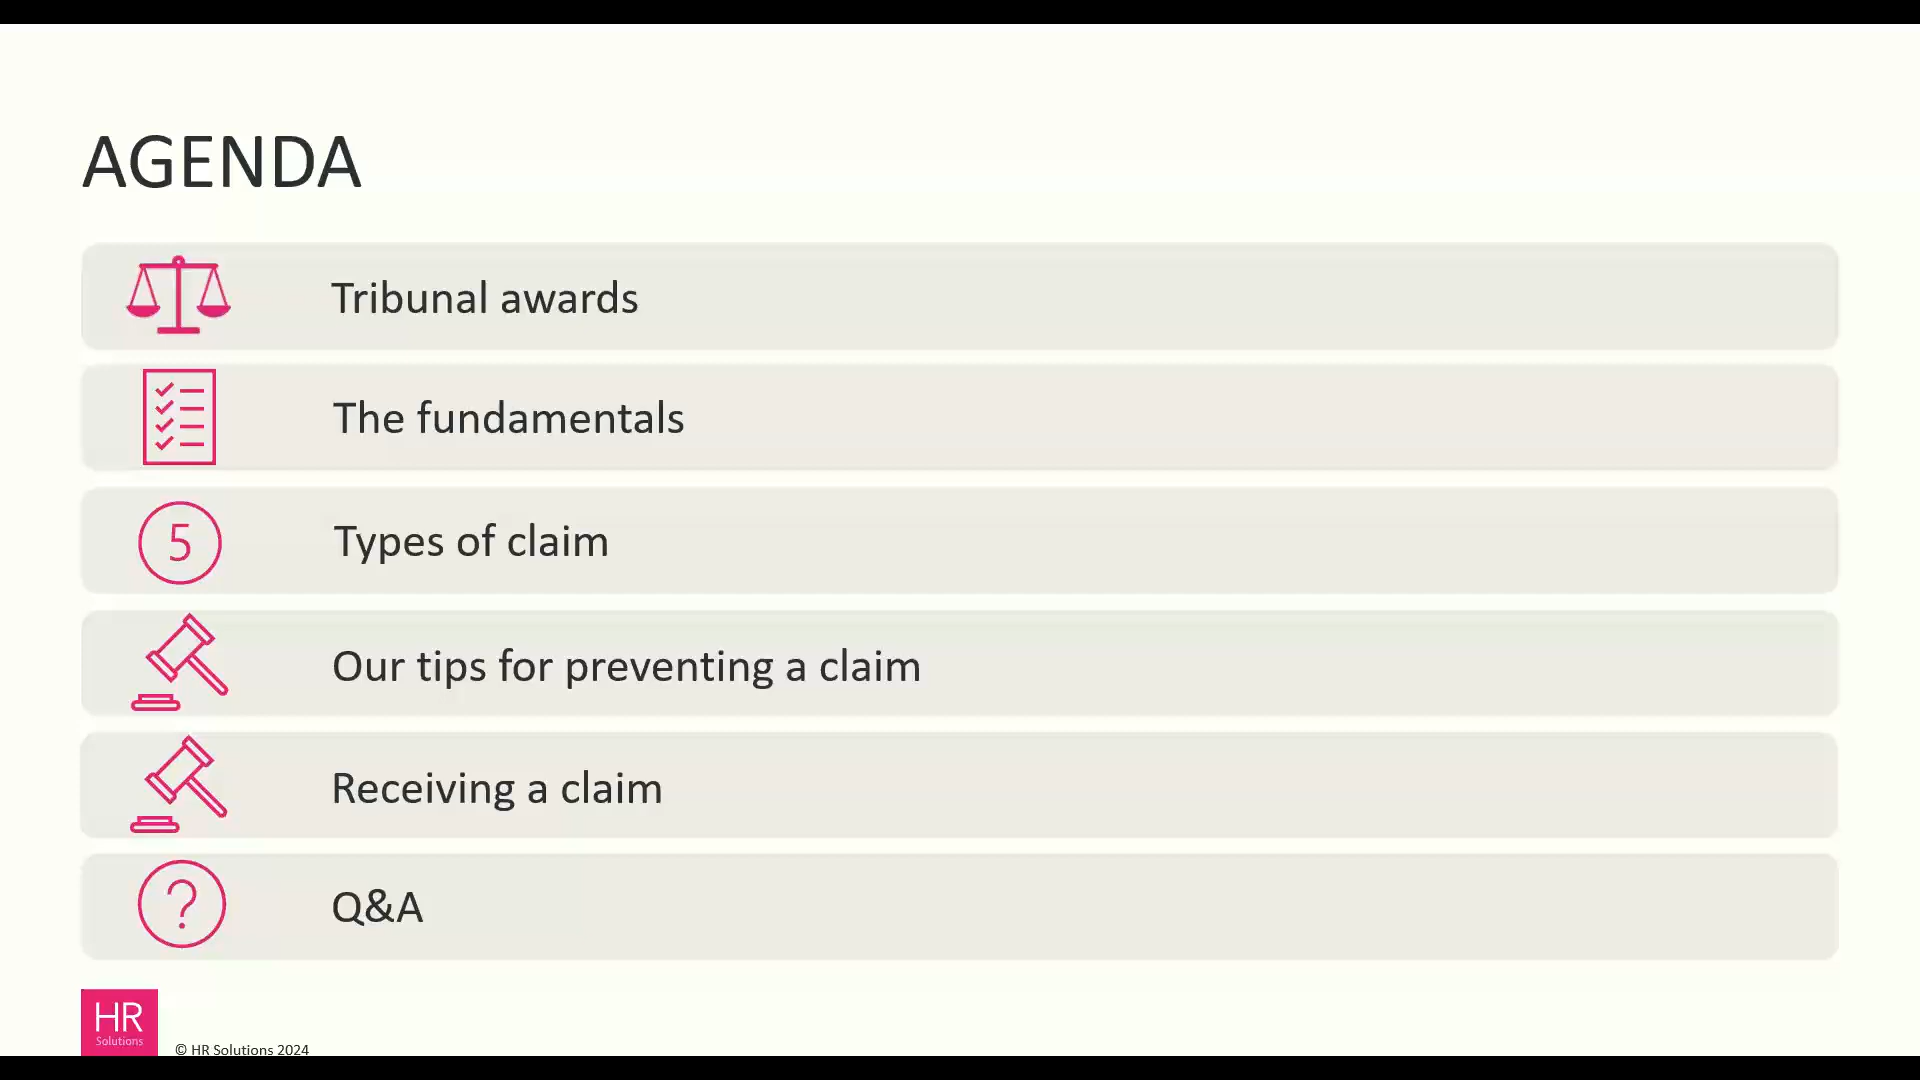 AGENDA
Tribunal awards
The fundamentals
5
Types of claim
Our tips for preventing a claim
Receiving a claim
?
Q&A
HR
Solutions
© HR Solutions 2024